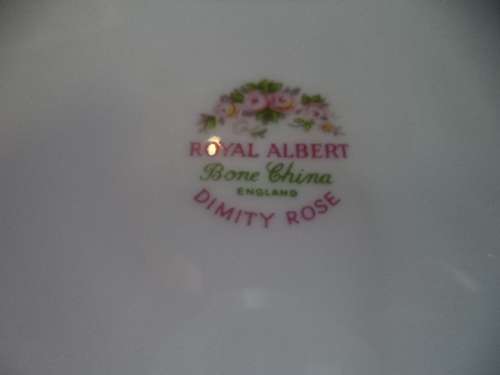 ROYAL ALBERT
Bone China
ENGLAND
DIMITY ROSE